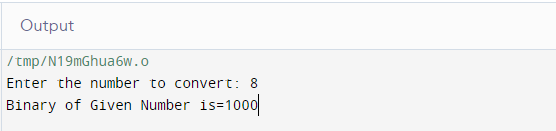 Output
/tmp/N19mGhua6w.o
Enter the number to convert: 8
Binary of Given Number is=1000